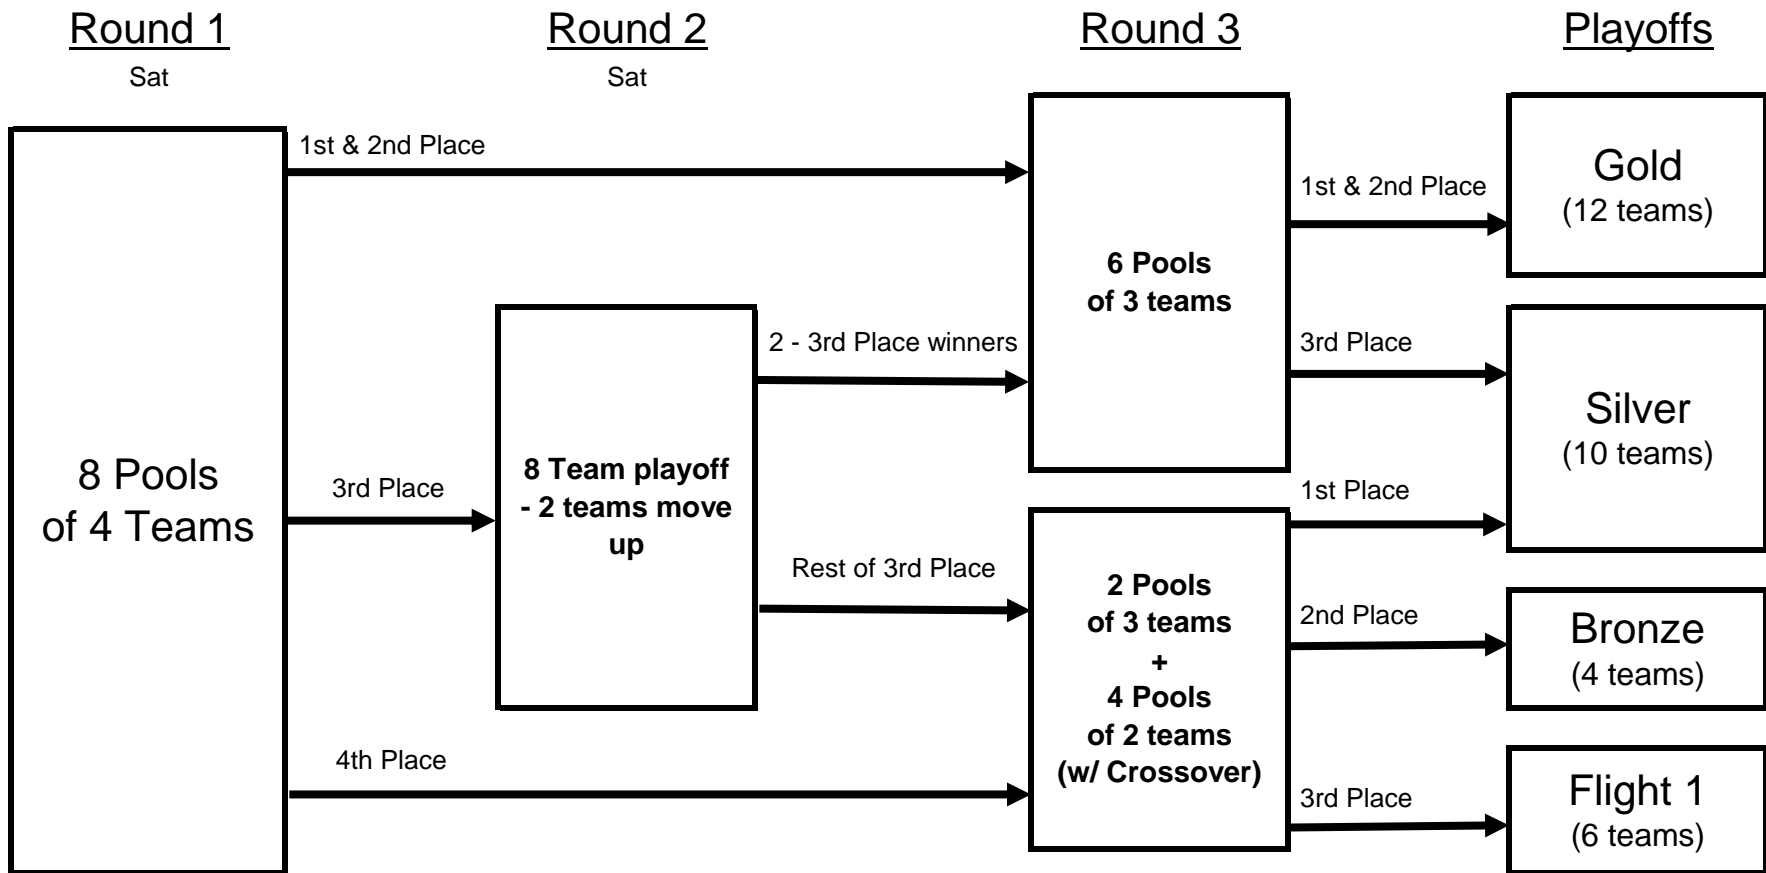 Round 1
Sat
Round 2
Sat
Round 3
Playoffs
8 Pools
of 4 Teams
1st & 2nd Place
3rd Place
4th Place
8 Team playoff
- 2 teams move
up
2 - 3rd Place winners
Rest of 3rd Place
6 Pools
of 3 teams
2 Pools
of 3 teams
+
4 Pools
of 2 teams
(w/ Crossover)
1st & 2nd Place
3rd Place
1st Place
2nd Place
3rd Place
Gold
(12 teams)
Silver
(10 teams)
Bronze
(4 teams)
Flight 1
(6 teams)